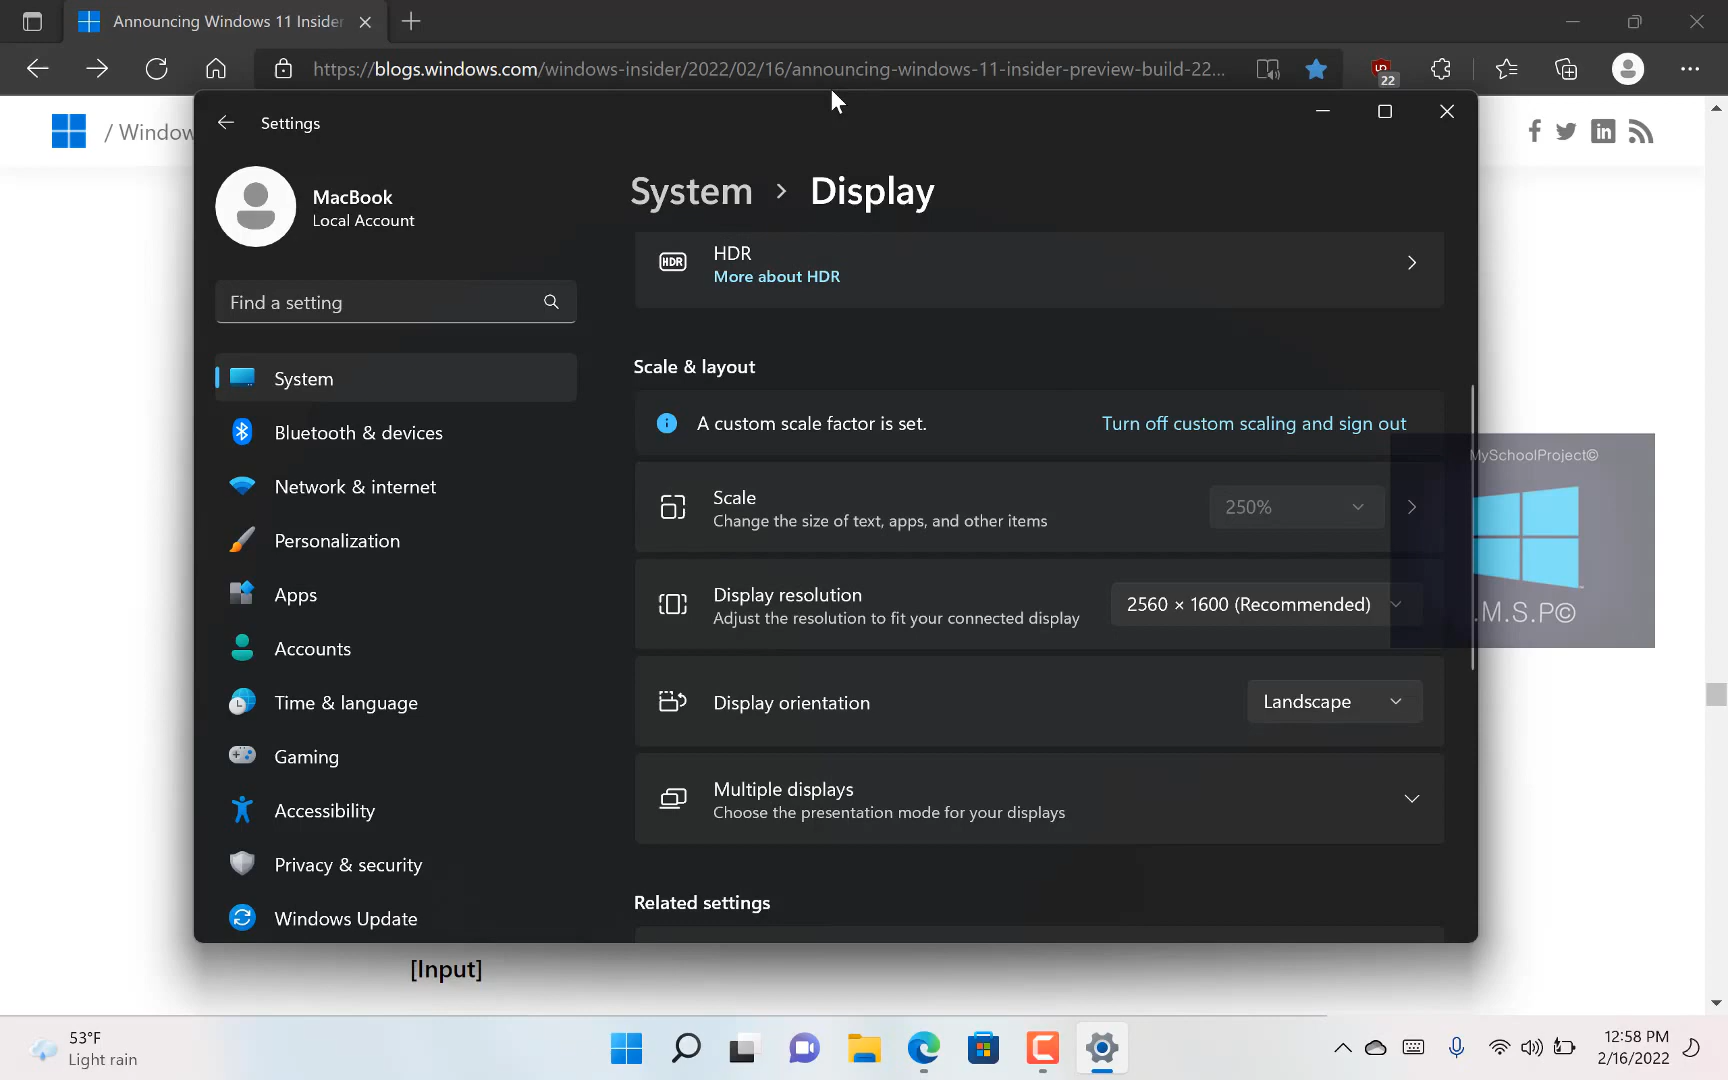 Announcing Windows 11 Insider
https://blogs.windows.com/windows-insider/2022/02/16/announcing-windows-11-insider-preview-build-22...
22
/ Window
Settings
MacBook
Local Account
Find a setting
System
Bluetooth & devices
Network & internet
Personalization
Apps
Accounts
Time & language
Gaming
Accessibility
Privacy & security
Windows Update
System > Display
HDR
HDR
More about HDR
Scale & layout
A custom scale factor is set.
Turn off custom scaling and sign out
Scale
Change the size of text, apps, and other items
250%
Display resolution
Adjust the resolution to fit your connected display
2560 × 1600 (Recommended)
Display orientation
Landscape
Multiple displays
Choose the presentation mode for your displays
Related settings
MySchoolProject©
.M.S.P©
[Input]
53°F
Light rain
12:58 PM
2/16/2022